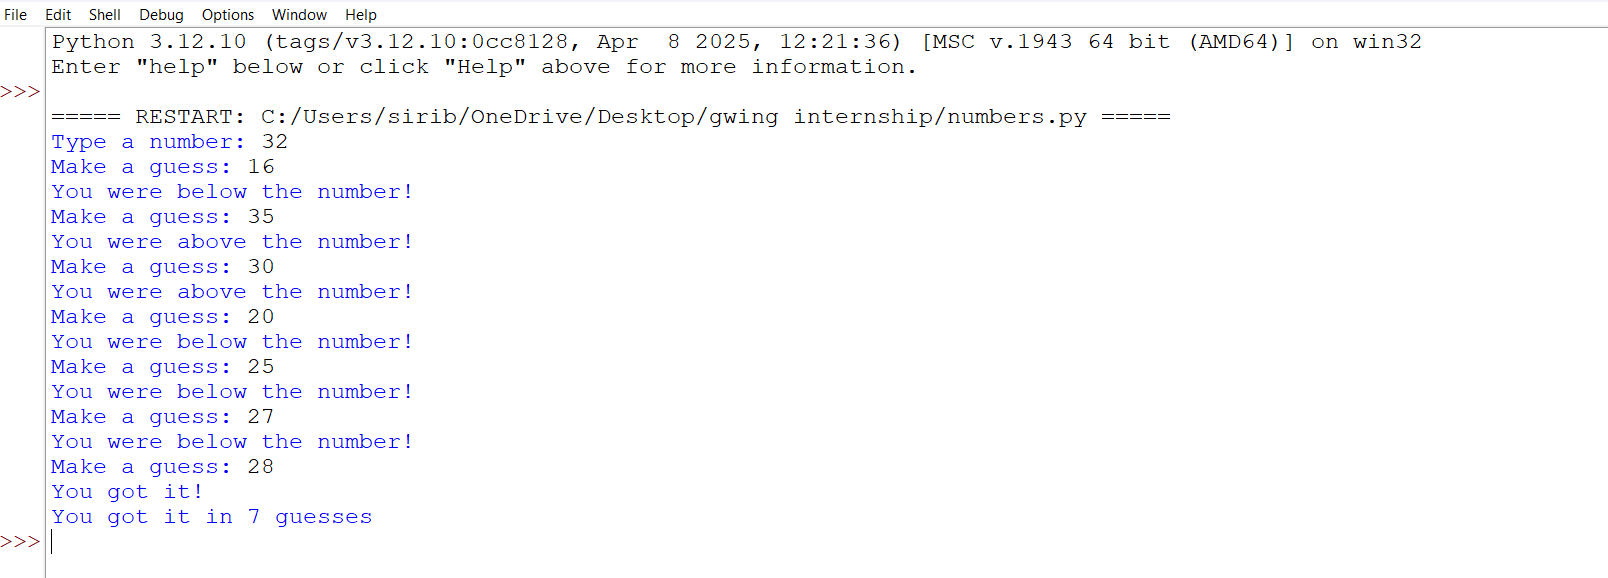 File Edit Shell Debug Options Window Help
Python 3.12.10 (tags/v3.12.10:0cc8128, Apr  8 2025, 12:21:36) [MSC v.1943 64 bit (AMD64)] on win32
Enter "help" below or click "Help" above for more information.
>>>
===== RESTART: C:/Users/sirib/OneDrive/Desktop/gwing internship/numbers.py =====
Type a number: 32
Make a guess: 16
You were below the number!
Make a guess: 35
You were above the number!
Make a guess: 30
You were above the number!
Make a guess: 20
You were below the number!
Make a guess: 25
You were below the number!
Make a guess: 27
You were below the number!
Make a guess: 28
You got it!
You got it in 7 guesses
>>>